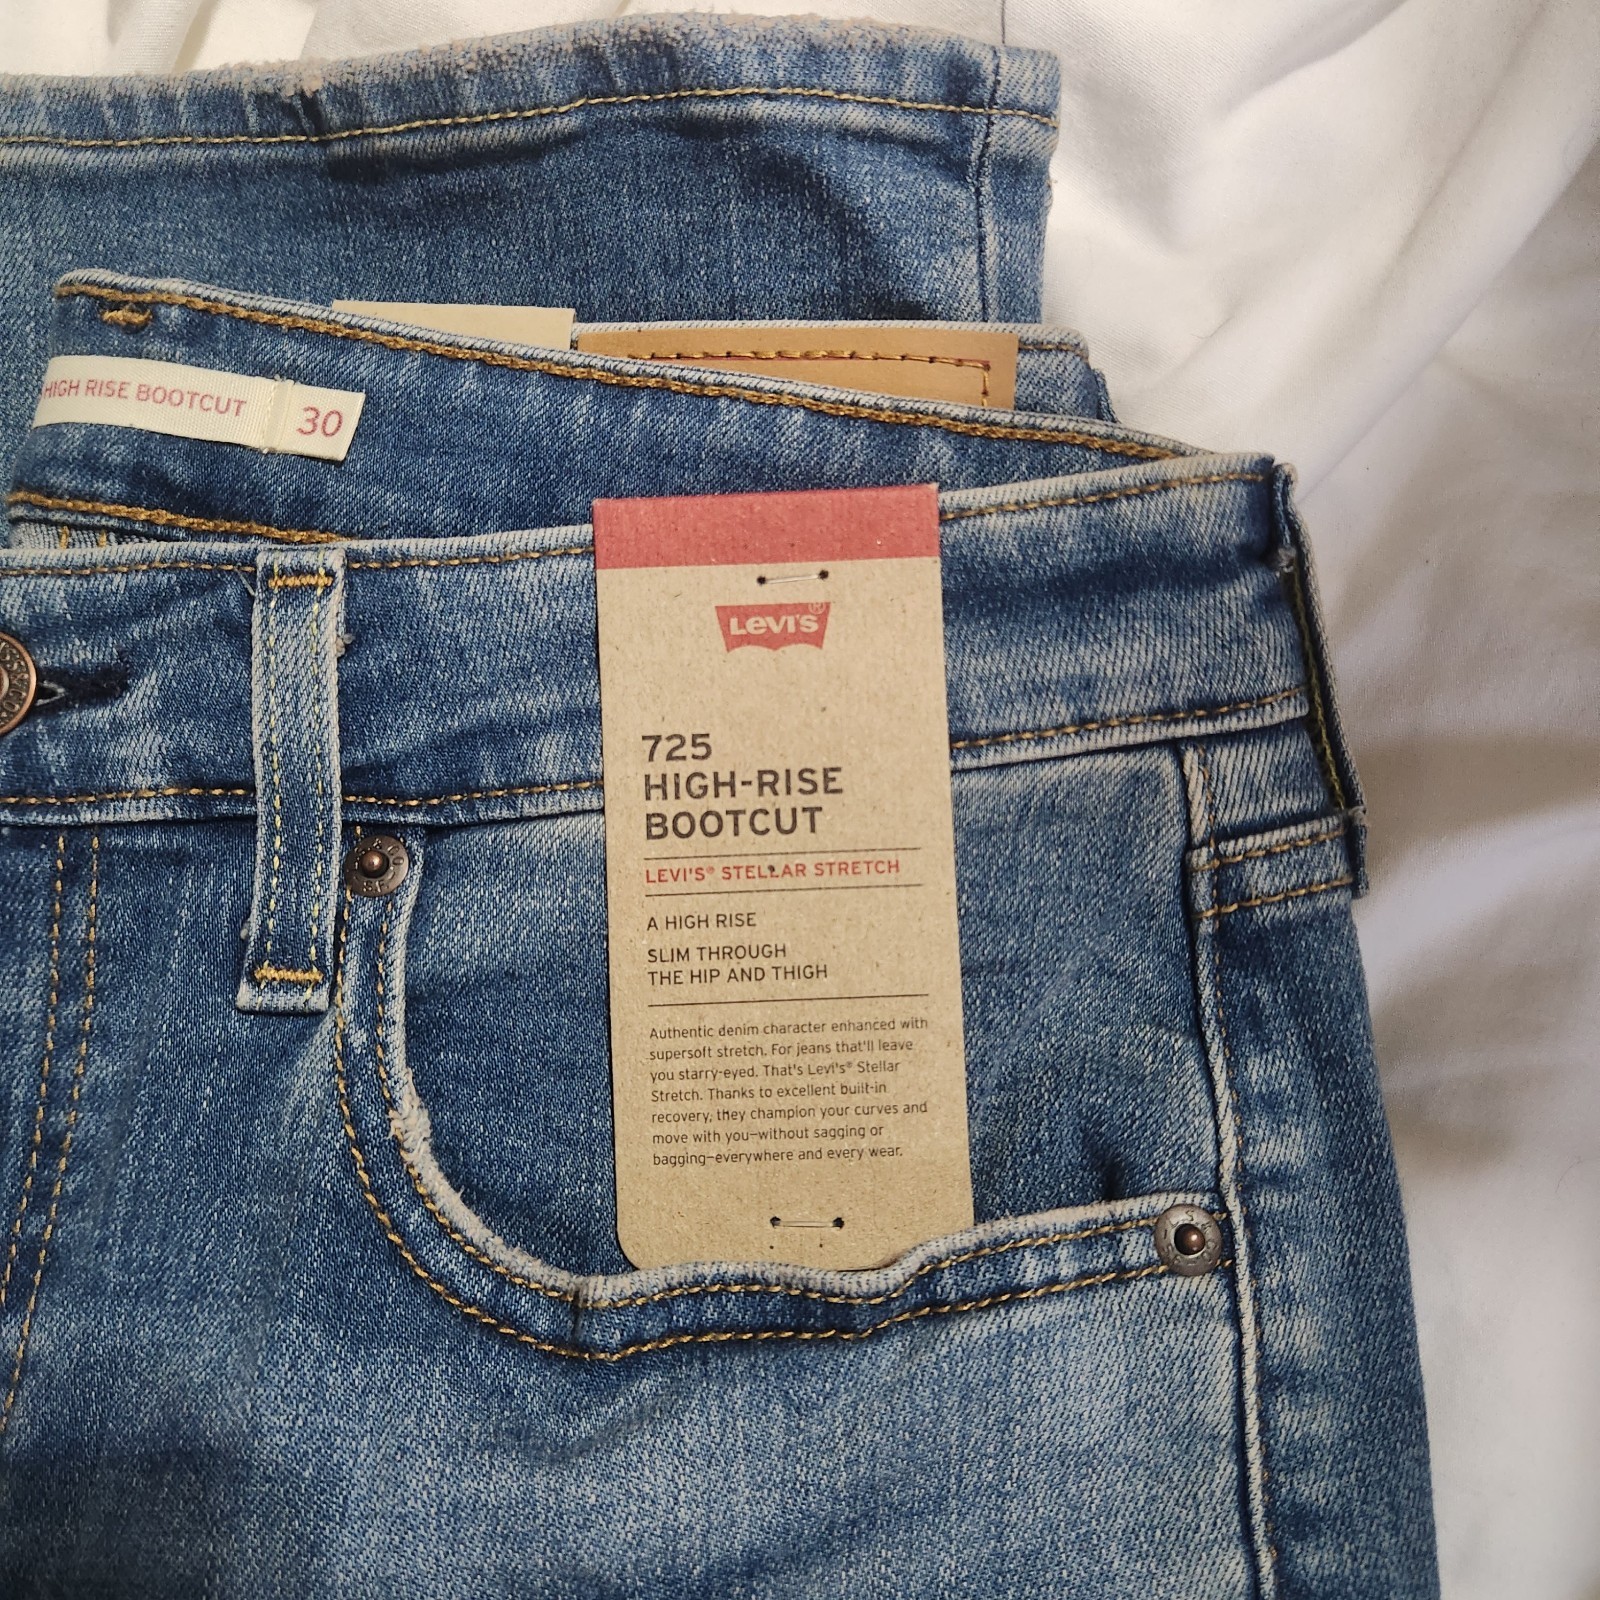 HIGH RISE BOOTCUT 30
Levi's®
725
HIGH-RISE
BOOTCUT
LEVI'S® STELLAR STRETCH
A HIGH RISE
SLIM THROUGH
THE HIP AND THIGH
Authentic denim character enhanced with
supersoft stretch. For jeans that'll leave
you starry-eyed. That's Levi's® Stellar
Stretch. Thanks to excellent built-in
recovery, they champion your curves and
move with you—without sagging or
bagging—everywhere and every wear.